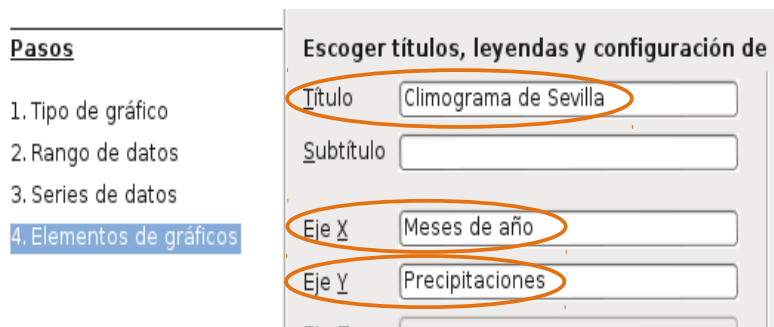 Pasos
1. Tipo de gráfico
2. Rango de datos
3. Series de datos
4. Elementos de gráficos
Escoger títulos, leyendas y configuración de
Título Climograma de Sevilla
Subtítulo
Eje X Meses de año
Eje Y Precipitaciones